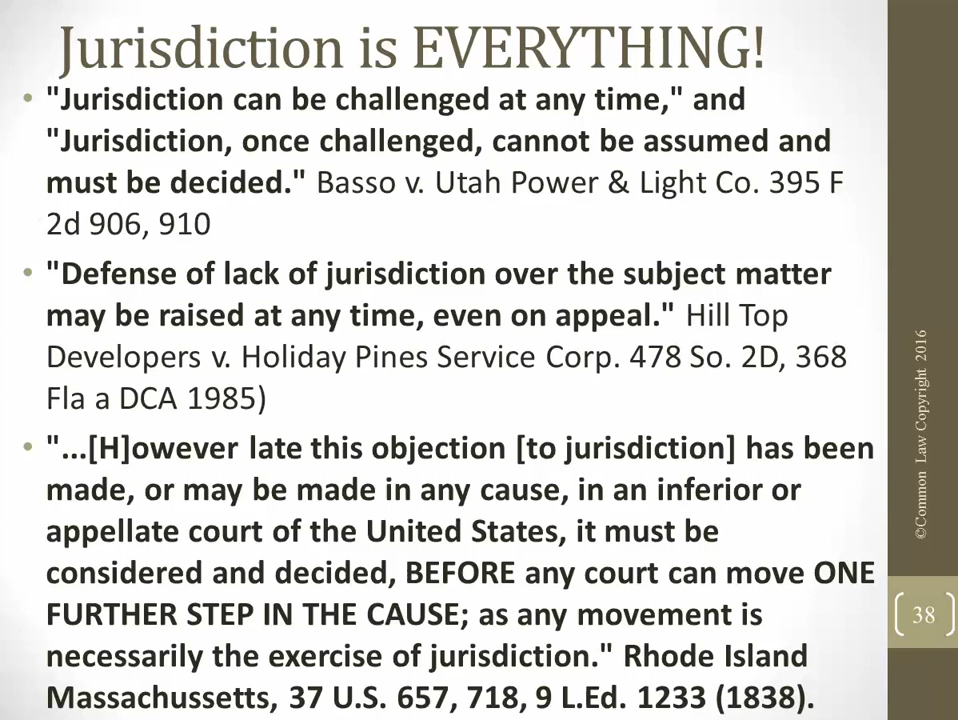 Jurisdiction is EVERYTHING!
• "Jurisdiction can be challenged at any time," and
"Jurisdiction, once challenged, cannot be assumed and
must be decided." Basso v. Utah Power & Light Co. 395 F
2d 906, 910
• "Defense of lack of jurisdiction over the subject matter
may be raised at any time, even on appeal." Hill Top
Developers v. Holiday Pines Service Corp. 478 So. 2D, 368
Fla a DCA 1985)
• "...[H]owever late this objection [to jurisdiction] has been
made, or may be made in any cause, in an inferior or
appellate court of the United States, it must be
considered and decided, BEFORE any court can move ONE
FURTHER STEP IN THE CAUSE; as any movement is
necessarily the exercise of jurisdiction." Rhode Island
Massachussetts, 37 U.S. 657, 718, 9 L.Ed. 1233 (1838).
©Common Law Copyright 2016
38